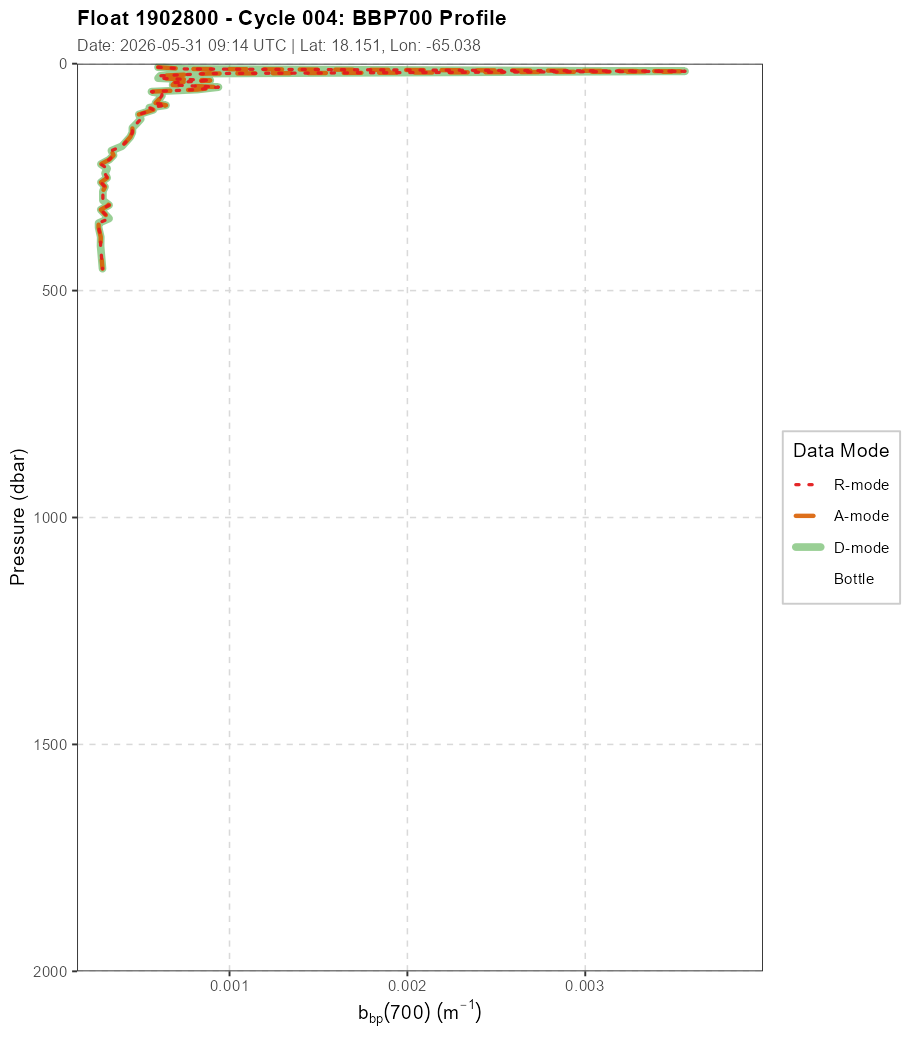 Float 1902800 - Cycle 004: BBP700 Profile
Date: 2026-05-31 09:14 UTC | Lat: 18.151, Lon: -65.038
0
500
1000
1500
2000
Pressure (dbar)
0.001
0.002
0.003
b_bp(700) (m⁻¹)
Data Mode
R-mode
A-mode
D-mode
Bottle